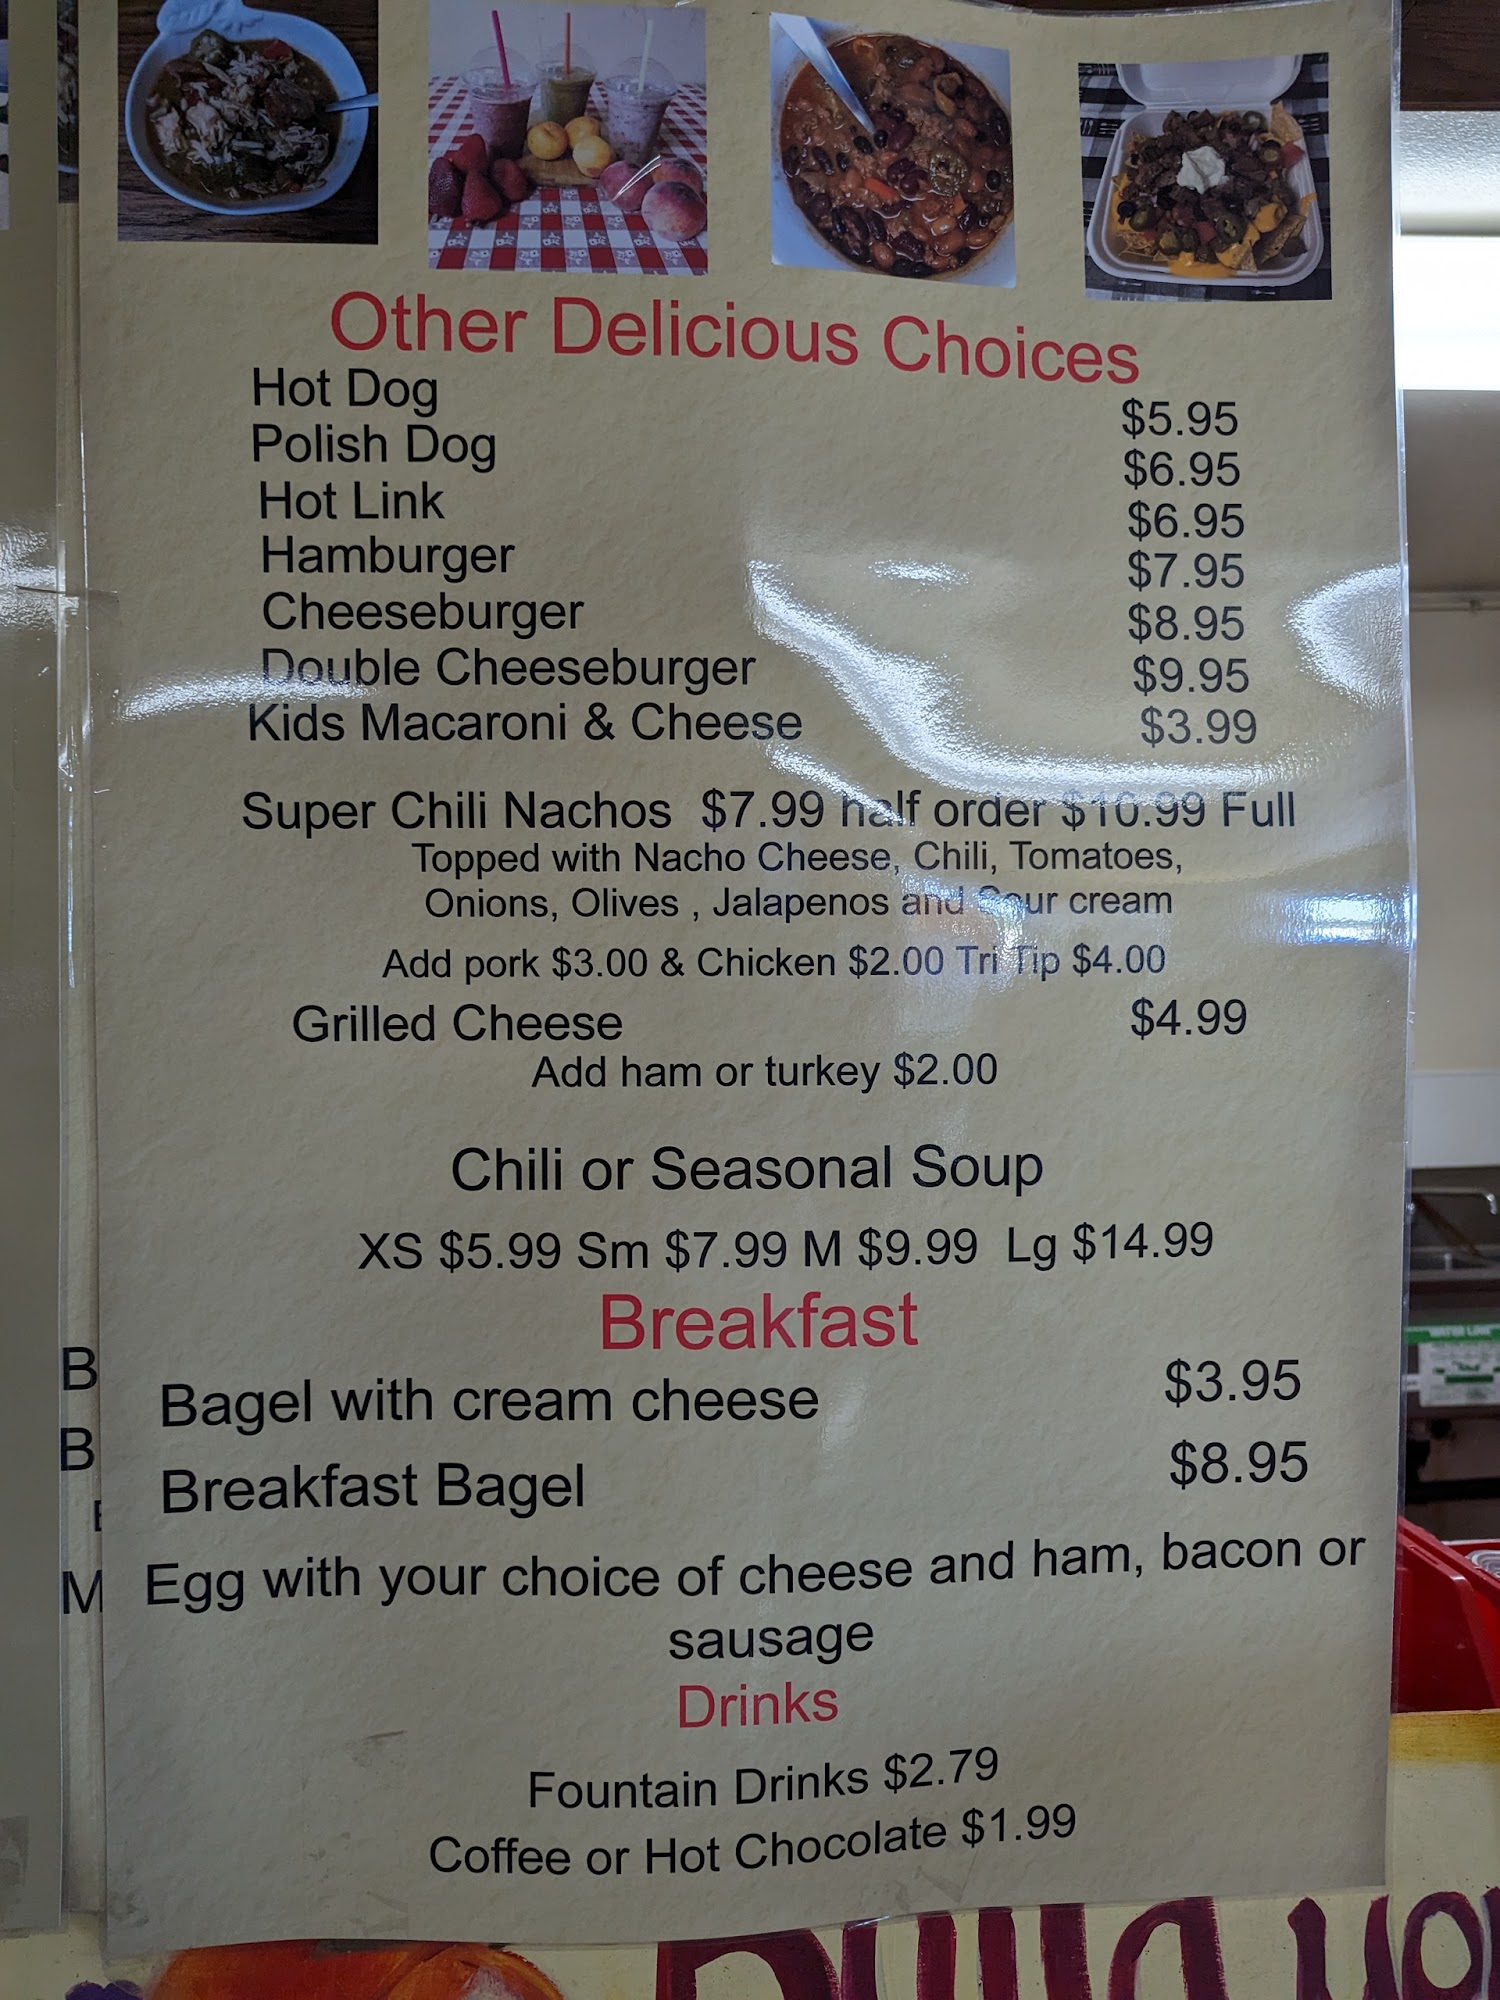 Other Delicious Choices
Hot Dog $5.95
Polish Dog $6.95
Hot Link $6.95
Hamburger $7.95
Cheeseburger $8.95
Double Cheeseburger $9.95
Kids Macaroni & Cheese $3.99
Super Chili Nachos $7.99 half order $10.99 Full
Topped with Nacho Cheese, Chili, Tomatoes,
Onions, Olives , Jalapenos and Sour cream
Add pork $3.00 & Chicken $2.00 Tri Tip $4.00
Grilled Cheese $4.99
Add ham or turkey $2.00
Chili or Seasonal Soup
XS $5.99 Sm $7.99 M $9.99 Lg $14.99
Breakfast
Bagel with cream cheese $3.95
Breakfast Bagel $8.95
Egg with your choice of cheese and ham, bacon or
sausage
Drinks
Fountain Drinks $2.79
Coffee or Hot Chocolate $1.99
B
B
M